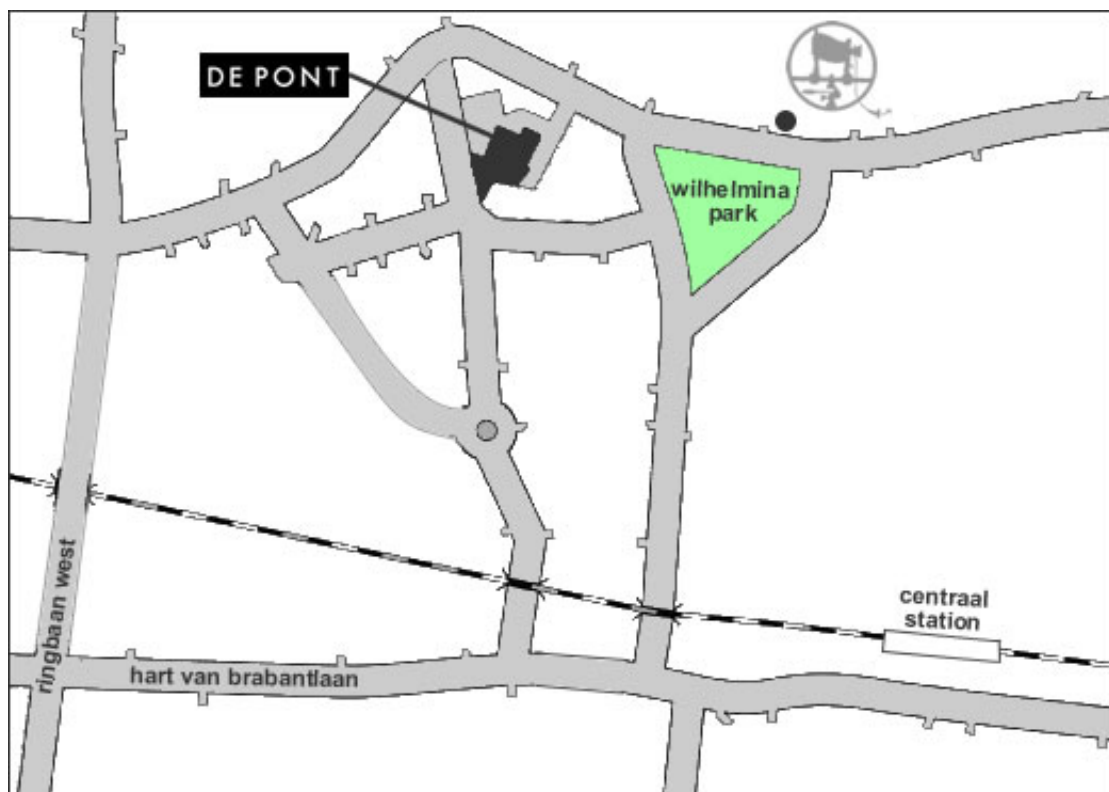 DE PONT
wilhelmina
park
ringbaan west
centraal
station
hart van brabantlaan